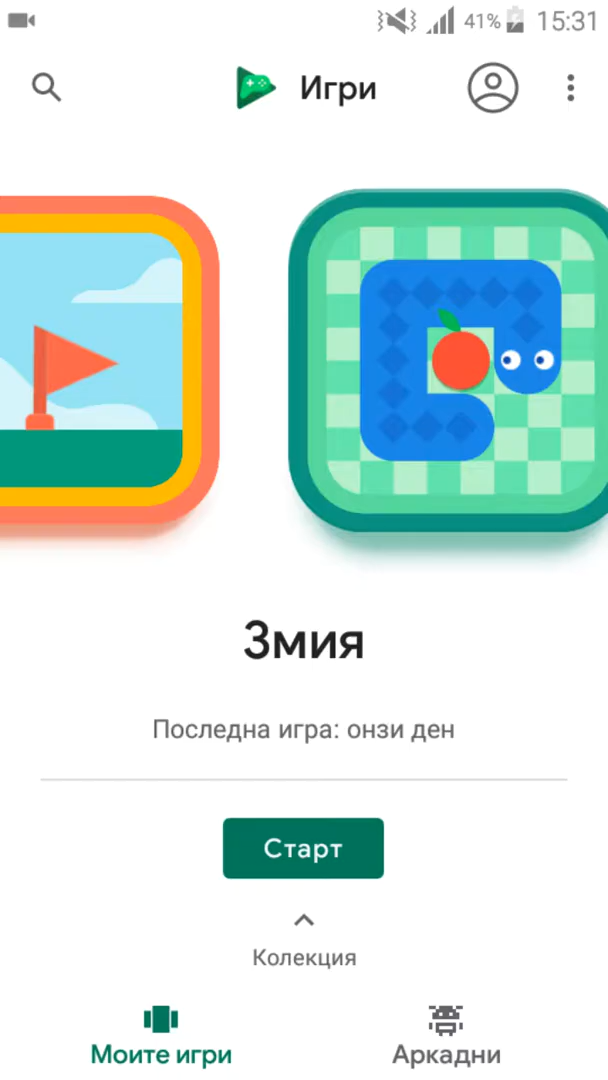 41% 15:31
Игри
Змия
Последна игра: онзи ден
Старт
Колекция
Моите игри Аркадни